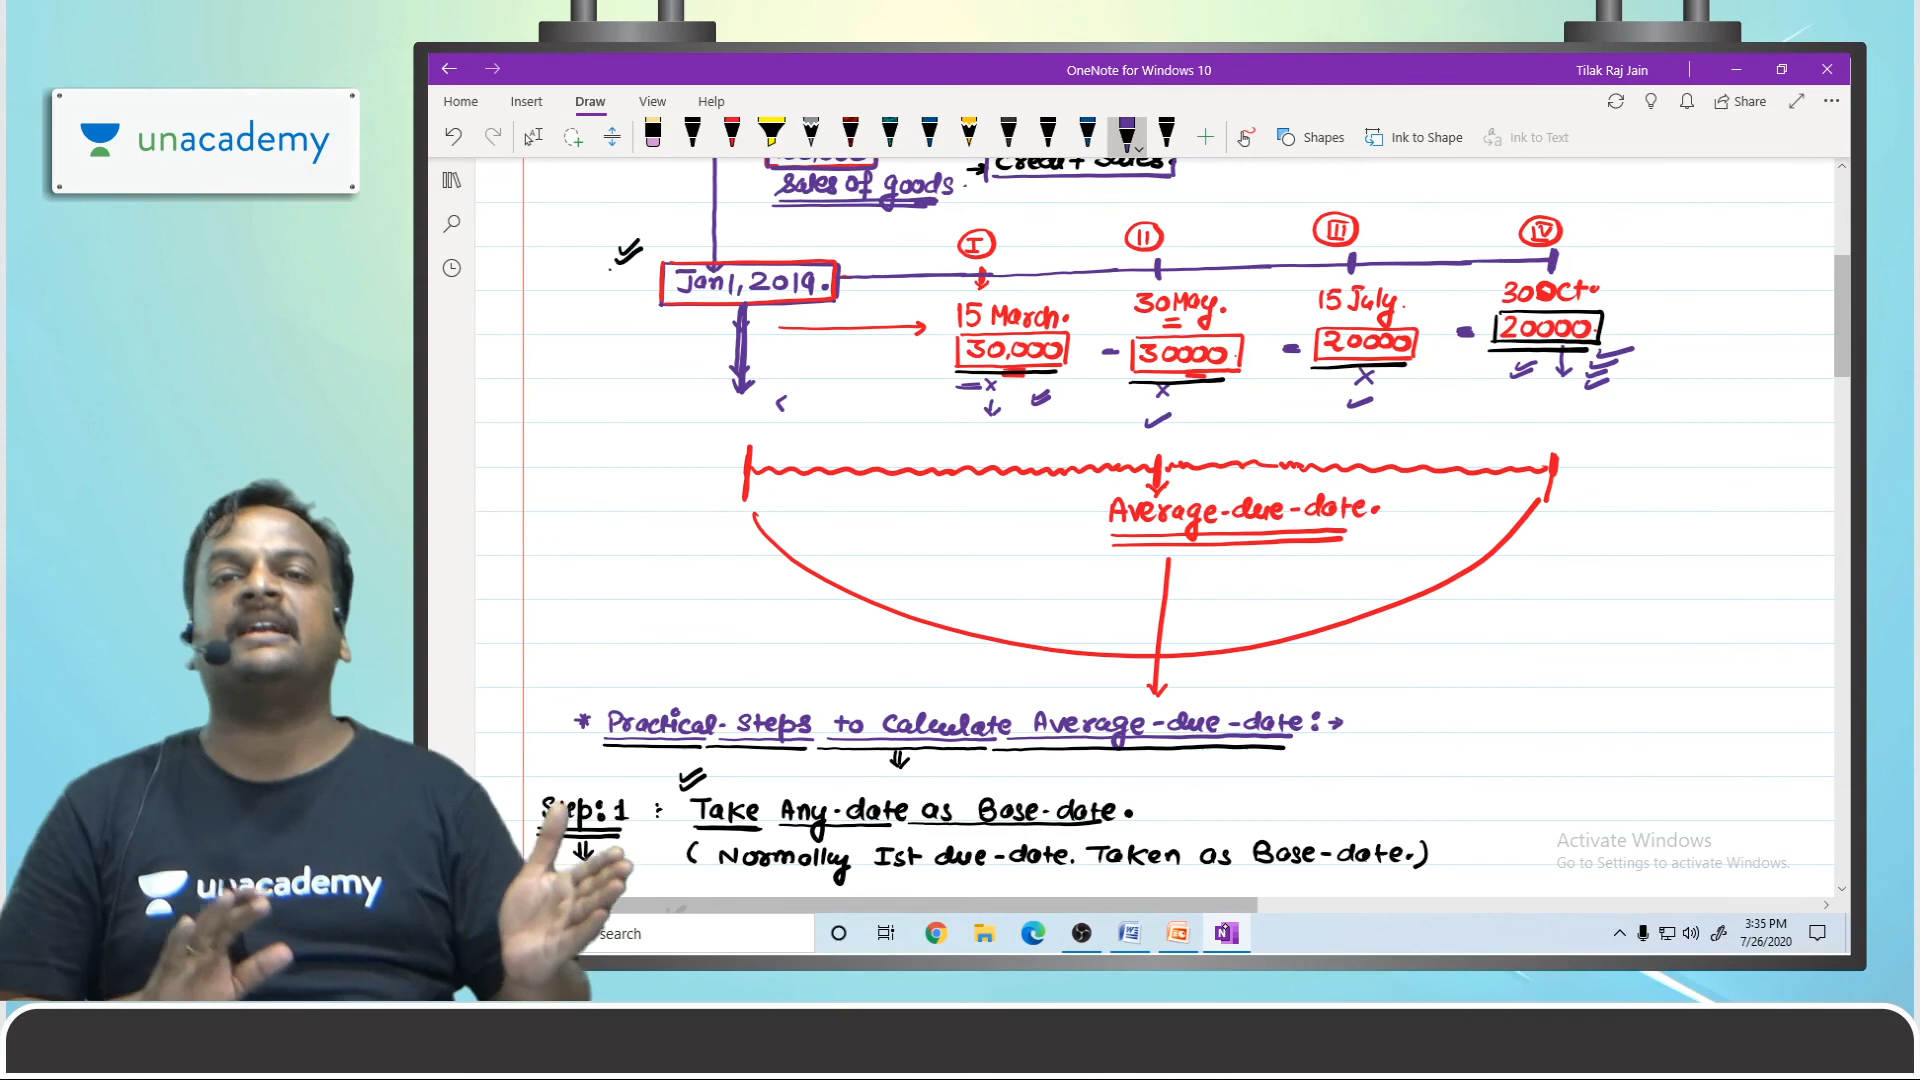 unacademy
OneNote for Windows 10
Tilak Raj Jain
Home Insert Draw View Help
Share
Shapes Ink to Shape Ink to Text
Credit Sales.
Sales of goods.
I II III IV
Jan 1, 2019.
15 March. 30 May. 15 July. 30 Oct.
30,000 - 30000 - 20000 - 20000
Average-due-date.
* Practical-Steps to Calculate Average-due-date:→
Step:1 : Take Any-date as Base-date.
( Normally Ist due-date. Taken as Base-date.)
Activate Windows
Go to Settings to activate Windows.
unacademy
search
3:35 PM
7/26/2020